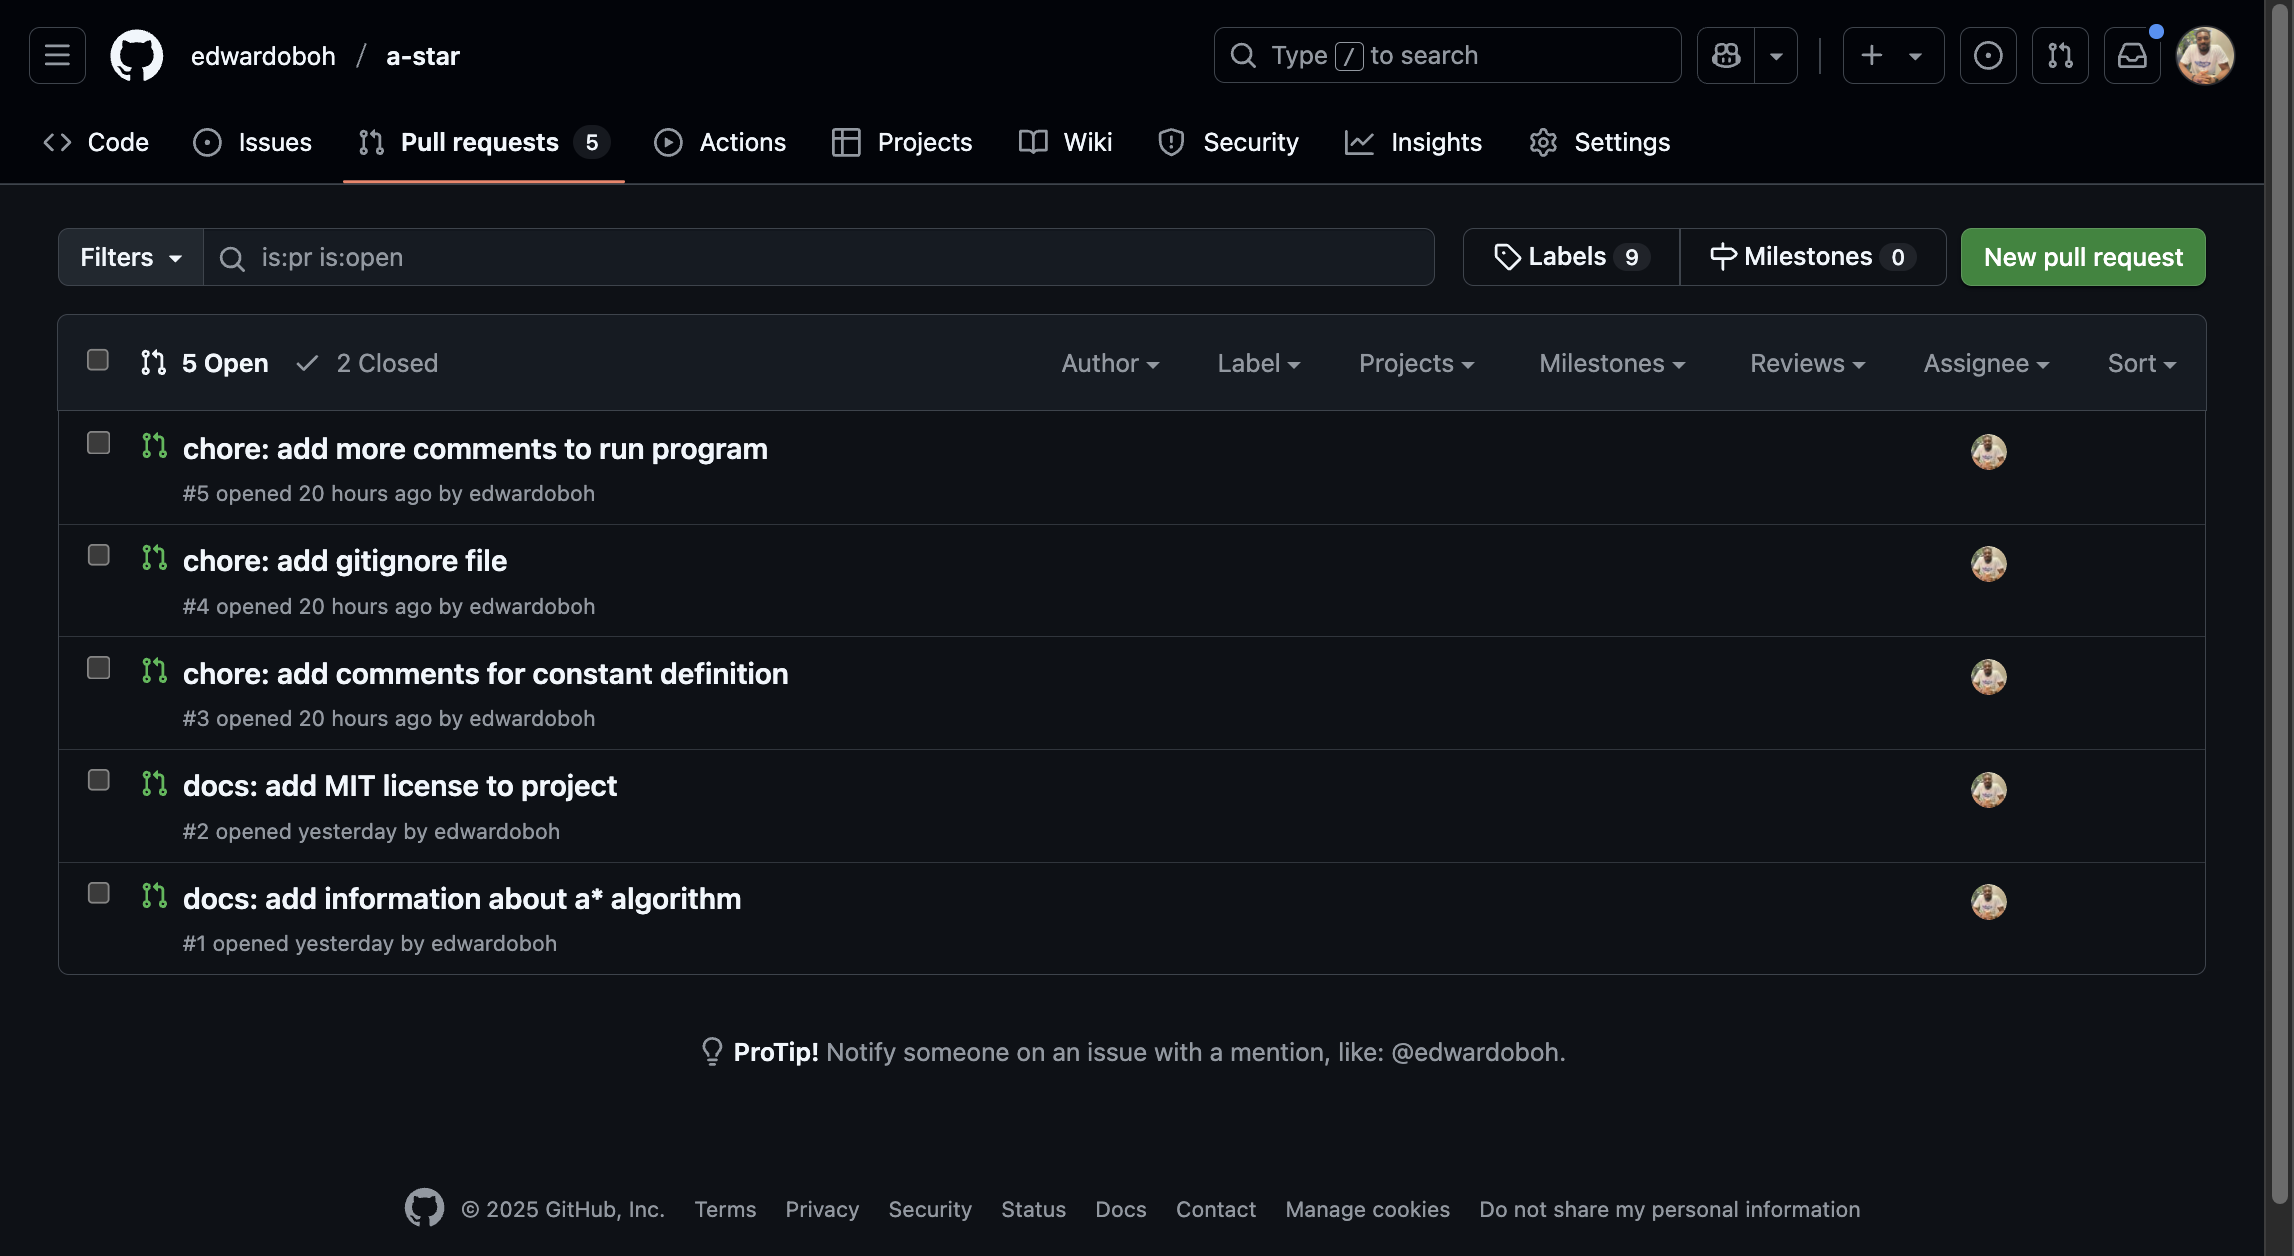 edwardoboh / a-star
Type / to search
Code Issues Pull requests 5 Actions Projects Wiki Security Insights Settings
Filters is:pr is:open Labels 9 Milestones 0 New pull request
5 Open 2 Closed Author Label Projects Milestones Reviews Assignee Sort
chore: add more comments to run program
#5 opened 20 hours ago by edwardoboh
chore: add gitignore file
#4 opened 20 hours ago by edwardoboh
chore: add comments for constant definition
#3 opened 20 hours ago by edwardoboh
docs: add MIT license to project
#2 opened yesterday by edwardoboh
docs: add information about a* algorithm
#1 opened yesterday by edwardoboh
ProTip! Notify someone on an issue with a mention, like: @edwardoboh.
© 2025 GitHub, Inc. Terms Privacy Security Status Docs Contact Manage cookies Do not share my personal information